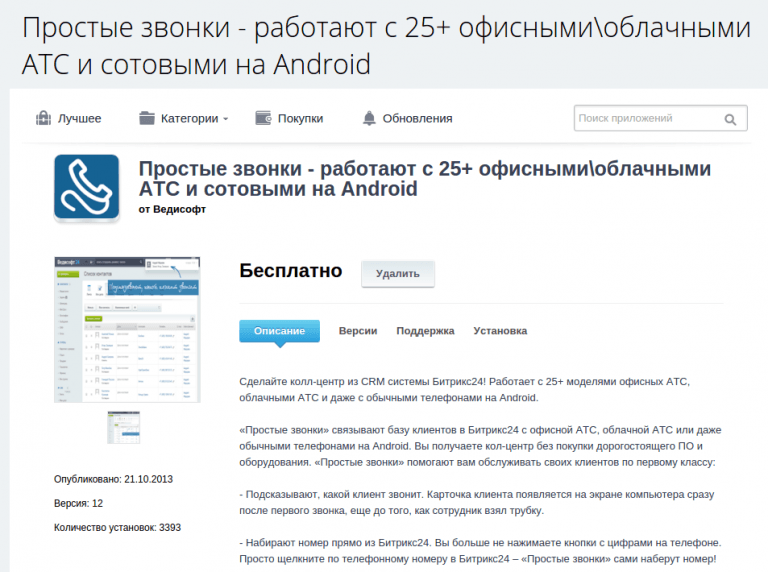 Простые звонки - работают с 25+ офисными\облачными
АТС и сотовыми на Android
Лучшее
Категории
Покупки
Обновления
Поиск приложений
Простые звонки - работают с 25+ офисными\облачными
АТС и сотовыми на Android
от Ведисофт
Бесплатно
Удалить
Описание
Версии
Поддержка
Установка
Сделайте колл-центр из CRM системы Битрикс24! Работает с 25+ моделями офисных АТС,
облачными АТС и даже с обычными телефонами на Android.
«Простые звонки» связывают базу клиентов в Битрикс24 с офисной АТС, облачной АТС или даже
обычными телефонами на Android. Вы получаете кол-центр без покупки дорогостоящего ПО и
оборудования. «Простые звонки» помогают вам обслуживать своих клиентов по первому классу:
- Подсказывают, какой клиент звонит. Карточка клиента появляется на экране компьютера сразу
после первого звонка, еще до того, как сотрудник взял трубку.
- Набирают номер прямо из Битрикс24. Вы больше не нажимаете кнопки с цифрами на телефоне.
Просто щелкните по телефонному номеру в Битрикс24 – «Простые звонки» сами наберут номер!
Опубликовано: 21.10.2013
Версия: 12
Количество установок: 3393